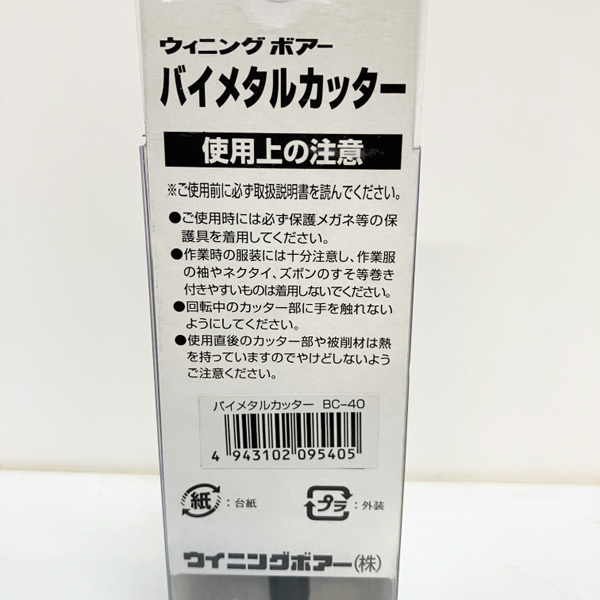 ウィニング ボアー
バイメタルカッター
使用上の注意
※ご使用前に必ず取扱説明書を読んでください。
●ご使用時には必ず保護メガネ等の保
護具を着用してください。
●作業時の服装には十分注意し、作業服
の袖やネクタイ、ズボンのすそ等巻き
付きやすいものは着用しないでください。
●回転中のカッター部に手を触れない
ようにしてください。
●使用直後のカッター部や被削材は熱
を持っていますのでやけどしないよう
ご注意ください。
バイメタルカッター BC-40
4 943102 095405
紙 :台紙
プラ :外装
ウイニングボアー(株)